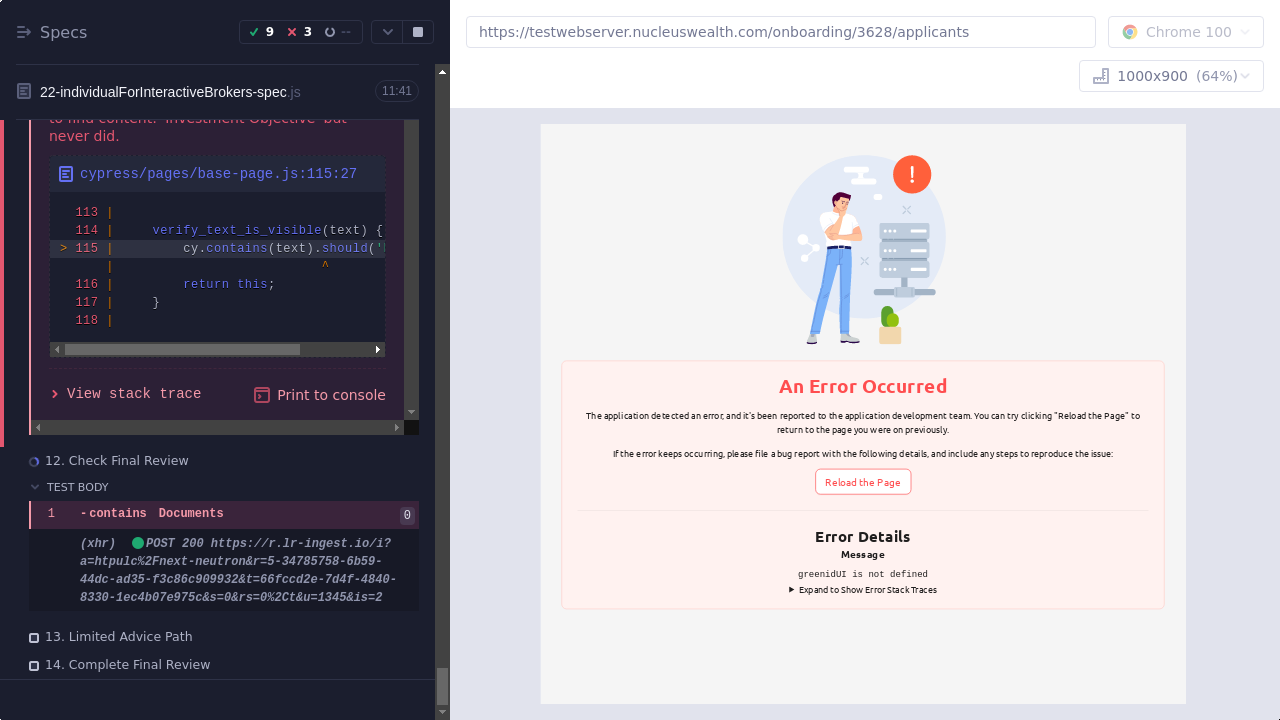 Specs
9
3
--
22-individualForInteractiveBrokers-spec.js
11:41
to find content: 'Investment Objective' but
never did.
cypress/pages/base-page.js:115:27
113 |
114 |     verify_text_is_visible(text) {
> 115 |         cy.contains(text).should('
|                           ^
116 |         return this;
117 |     }
118 |
View stack trace
Print to console
12. Check Final Review
TEST BODY
1 -contains Documents 0
(xhr) POST 200 https://r.lr-ingest.io/i?
a=htpulc%2Fnext-neutron&r=5-34785758-6b59-
44dc-ad35-f3c86c909932&t=66fccd2e-7d4f-4840-
8330-1ec4b07e975c&s=0&rs=0%2Ct&u=1345&is=2
13. Limited Advice Path
14. Complete Final Review
https://testwebserver.nucleuswealth.com/onboarding/3628/applicants
Chrome 100
1000x900 (64%)
!
An Error Occurred
The application detected an error, and it's been reported to the application development team. You can try clicking "Reload the Page" to
return to the page you were on previously.
If the error keeps occurring, please file a bug report with the following details, and include any steps to reproduce the issue:
Reload the Page
Error Details
Message
greenidUI is not defined
Expand to Show Error Stack Traces